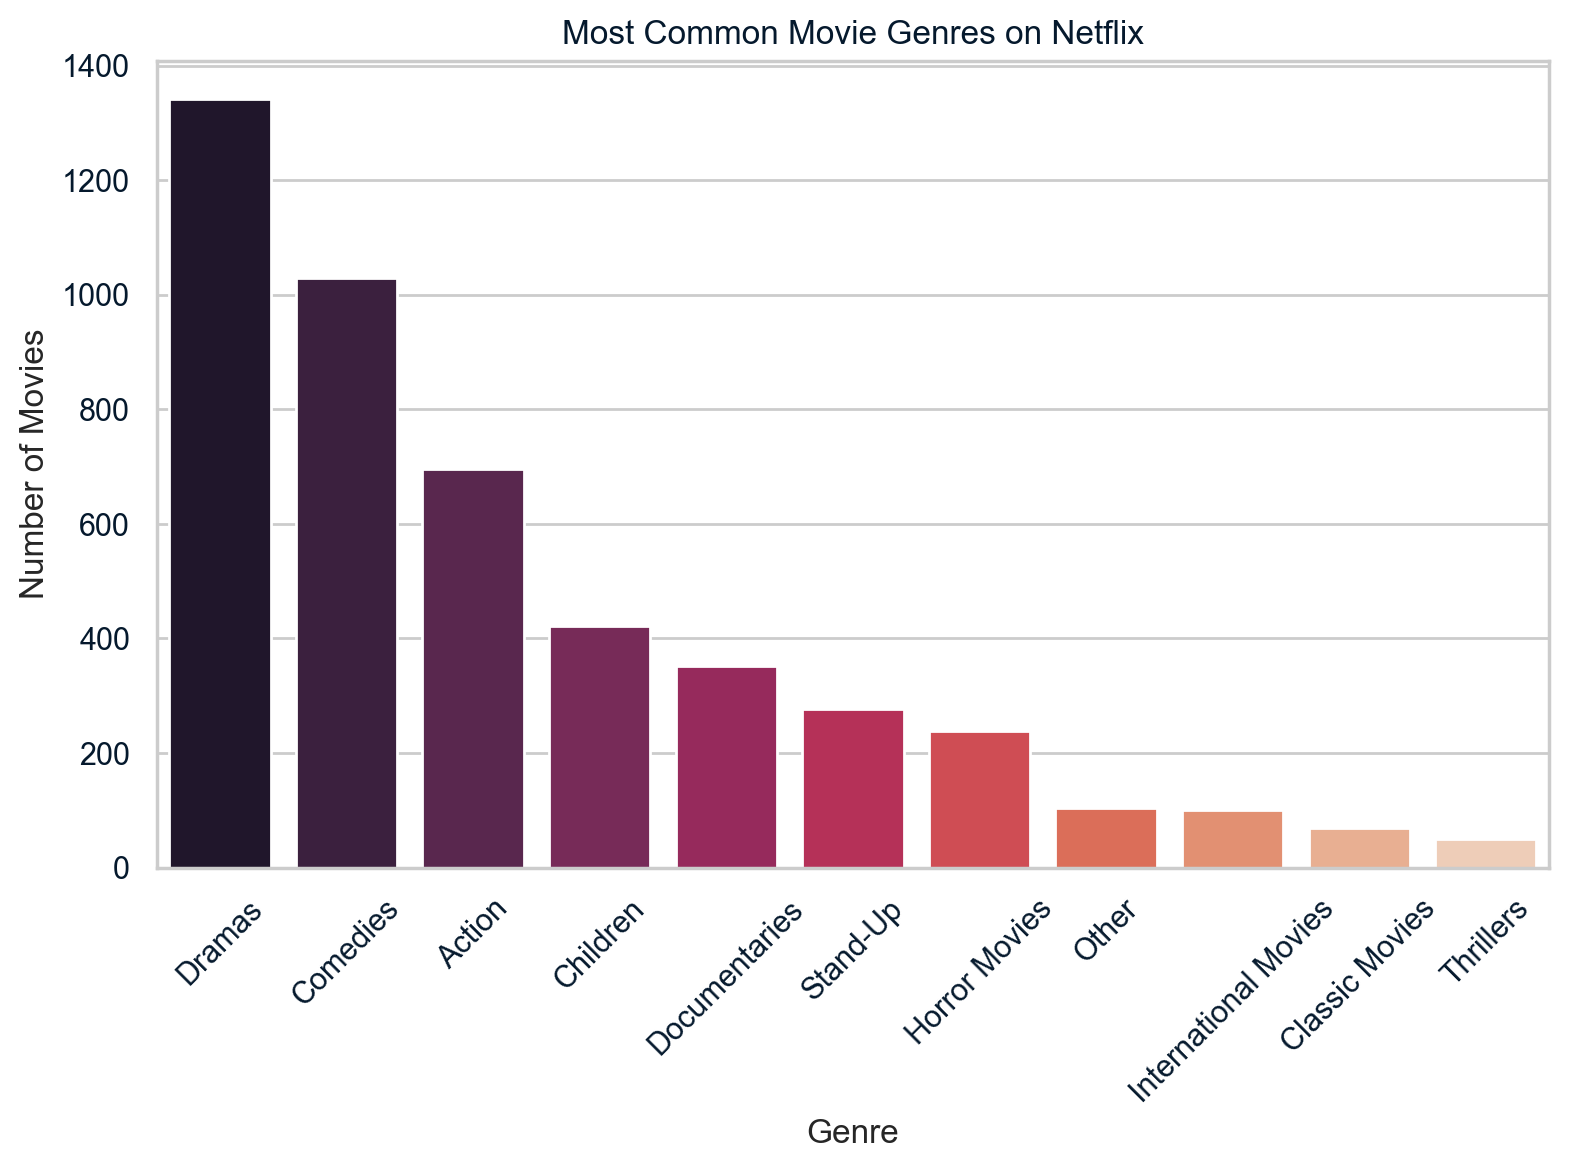 Most Common Movie Genres on Netflix
1400
1200
1000
800
600
400
200
0
Number of Movies
Dramas
Comedies
Action
Children
Documentaries
Stand-Up
Horror Movies
Other
International Movies
Classic Movies
Thrillers
Genre